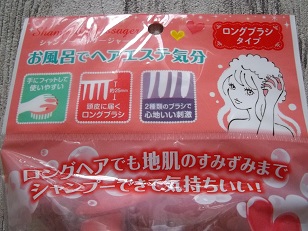 ロングブラシ
タイプ
お風呂でヘアエステ気分
手にフィットして
使いやすい
頭皮に届く
ロングブラシ
2種類のブラシで
心地いい刺激
ロングヘアでも地肌のすみずみまで
シャンプーできて気持ちいい!